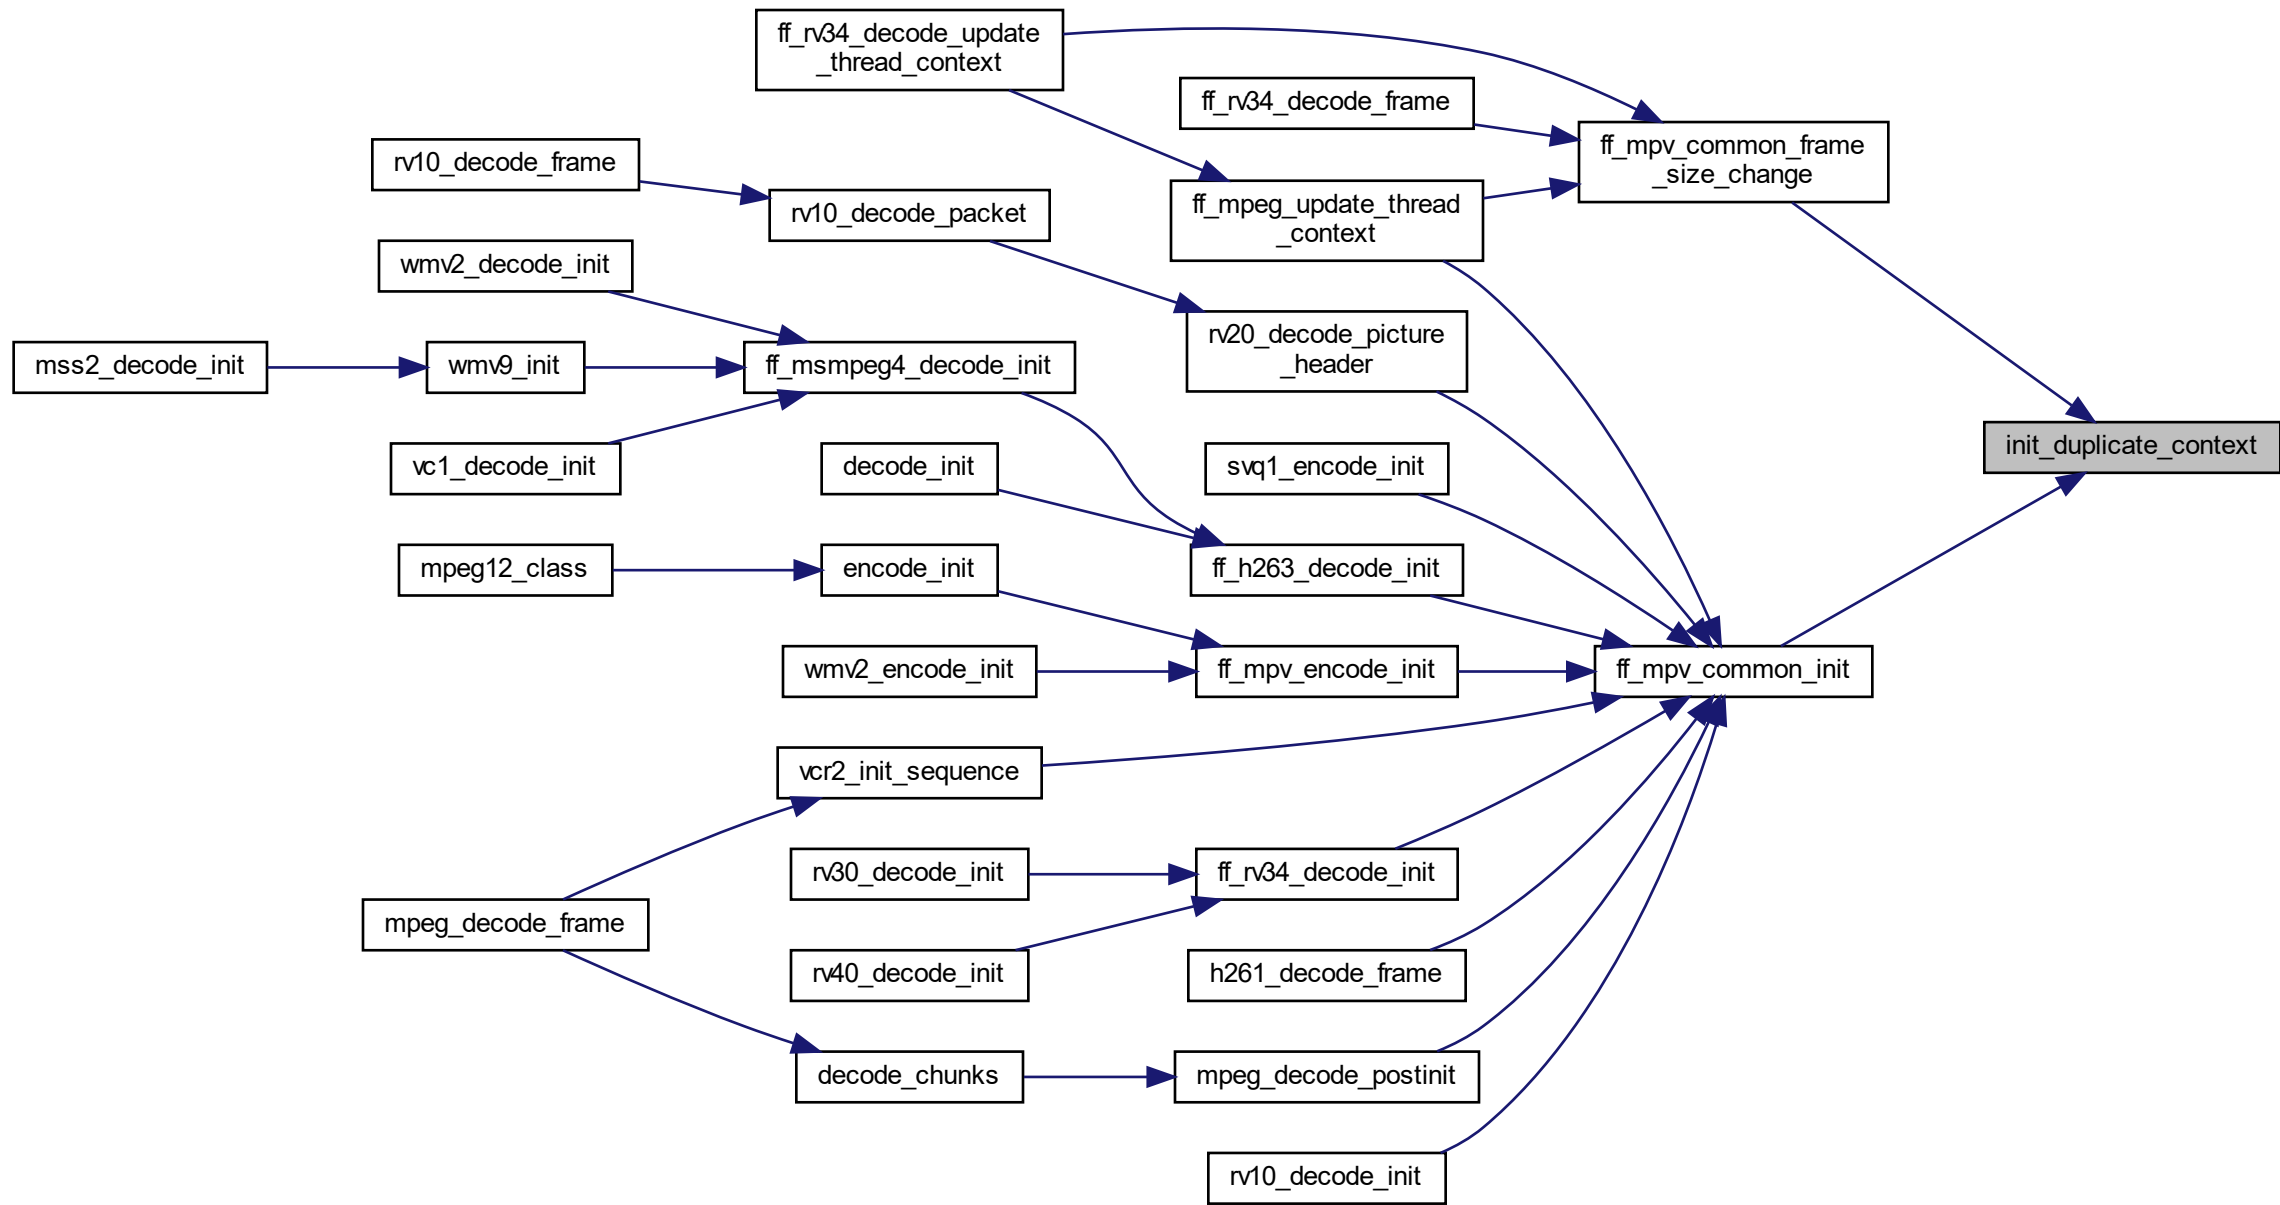 ff_rv34_decode_update
_thread_context
ff_rv34_decode_frame
ff_mpv_common_frame
_size_change
rv10_decode_frame
rv10_decode_packet
ff_mpeg_update_thread
_context
wmv2_decode_init
rv20_decode_picture
_header
mss2_decode_init
wmv9_init
ff_msmpeg4_decode_init
init_duplicate_context
vc1_decode_init
decode_init
svq1_encode_init
mpeg12_class
encode_init
ff_h263_decode_init
wmv2_encode_init
ff_mpv_encode_init
ff_mpv_common_init
vcr2_init_sequence
rv30_decode_init
ff_rv34_decode_init
mpeg_decode_frame
rv40_decode_init
h261_decode_frame
decode_chunks
mpeg_decode_postinit
rv10_decode_init